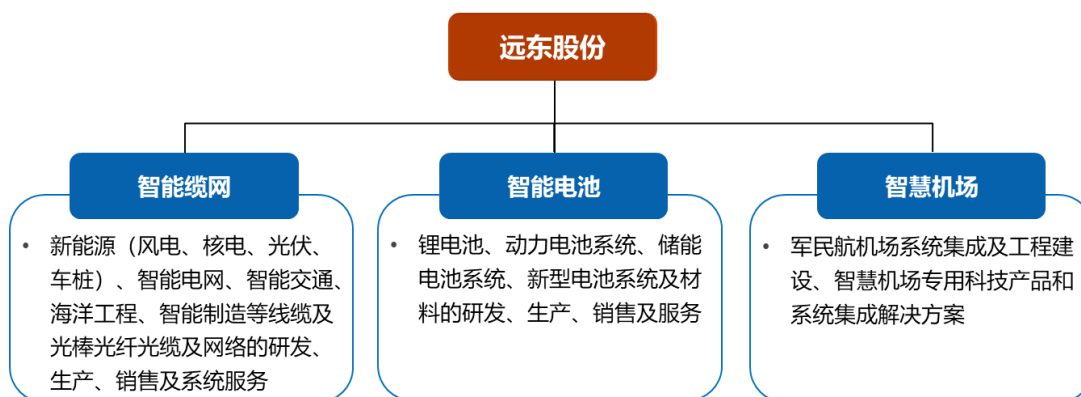 远东股份
智能缆网
• 新能源（风电、核电、光伏、
车桩）、智能电网、智能交通、
海洋工程、智能制造等线缆及
光棒光纤光缆及网络的研发、
生产、销售及系统服务
智能电池
• 锂电池、动力电池系统、储能
电池系统、新型电池系统及材
料的研发、生产、销售及服务
智慧机场
• 军民航机场系统集成及工程建
设、智慧机场专用科技产品和
系统集成解决方案